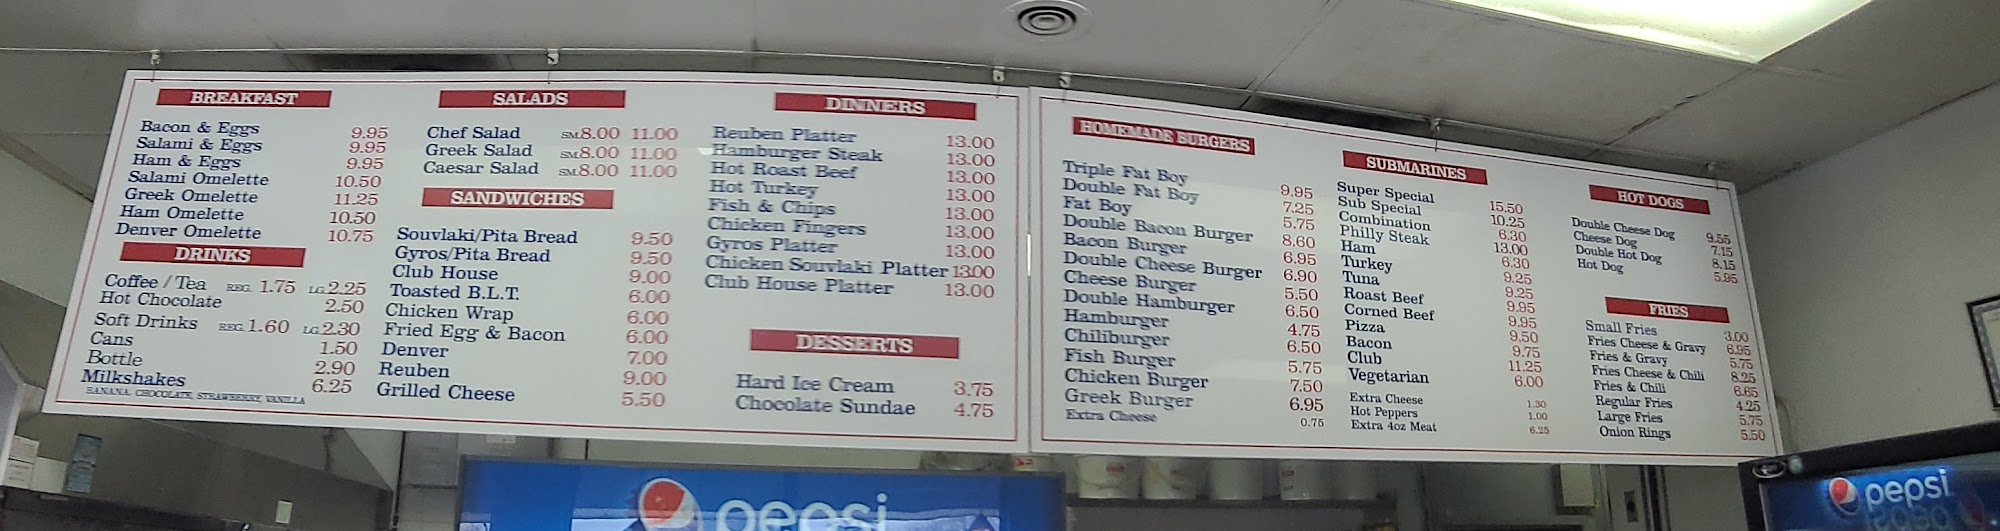 BREAKFAST
Bacon & Eggs 9.95
Salami & Eggs 9.95
Ham & Eggs 9.95
Salami Omelette 10.50
Greek Omelette 11.25
Ham Omelette 10.50
Denver Omelette 10.75
DRINKS
Coffee / Tea REG. 1.75 LG. 2.25
Hot Chocolate 2.50
Soft Drinks REG. 1.60 LG. 2.30
Cans 1.50
Bottle 2.90
Milkshakes 6.25
BANANA, CHOCOLATE, STRAWBERRY, VANILLA
SALADS
Chef Salad SM. 8.00 11.00
Greek Salad SM. 8.00 11.00
Caesar Salad SM. 8.00 11.00
SANDWICHES
Souvlaki/Pita Bread 9.50
Gyros/Pita Bread 9.50
Club House 9.00
Toasted B.L.T. 6.00
Chicken Wrap 6.00
Fried Egg & Bacon 6.00
Denver 7.00
Reuben 9.00
Grilled Cheese 5.50
DINNERS
Reuben Platter 13.00
Hamburger Steak 13.00
Hot Roast Beef 13.00
Hot Turkey 13.00
Fish & Chips 13.00
Chicken Fingers 13.00
Gyros Platter 13.00
Chicken Souvlaki Platter 13.00
Club House Platter 13.00
DESSERTS
Hard Ice Cream 3.75
Chocolate Sundae 4.75
HOMEMADE BURGERS
Triple Fat Boy 9.95
Double Fat Boy 7.25
Fat Boy 5.75
Double Bacon Burger 8.60
Bacon Burger 6.95
Double Cheese Burger 6.90
Cheese Burger 5.50
Double Hamburger 6.50
Hamburger 4.75
Chiliburger 6.50
Fish Burger 5.75
Chicken Burger 7.50
Greek Burger 6.95
Extra Cheese 0.75
SUBMARINES
Super Special 15.50
Sub Special 10.25
Combination 6.30
Philly Steak 13.00
Ham 6.30
Turkey 9.25
Tuna 9.25
Roast Beef 9.95
Corned Beef 9.95
Pizza 9.50
Bacon 9.75
Club 11.25
Vegetarian 6.00
Extra Cheese 1.30
Hot Peppers 1.00
Extra 4oz Meat 6.25
HOT DOGS
Double Cheese Dog 9.55
Cheese Dog 7.15
Double Hot Dog 8.15
Hot Dog 5.95
FRIES
Small Fries 3.00
Fries Cheese & Gravy 6.95
Fries & Gravy 5.75
Fries Cheese & Chili 8.25
Fries & Chili 6.65
Regular Fries 4.25
Large Fries 5.75
Onion Rings 5.50
pepsi
pepsi